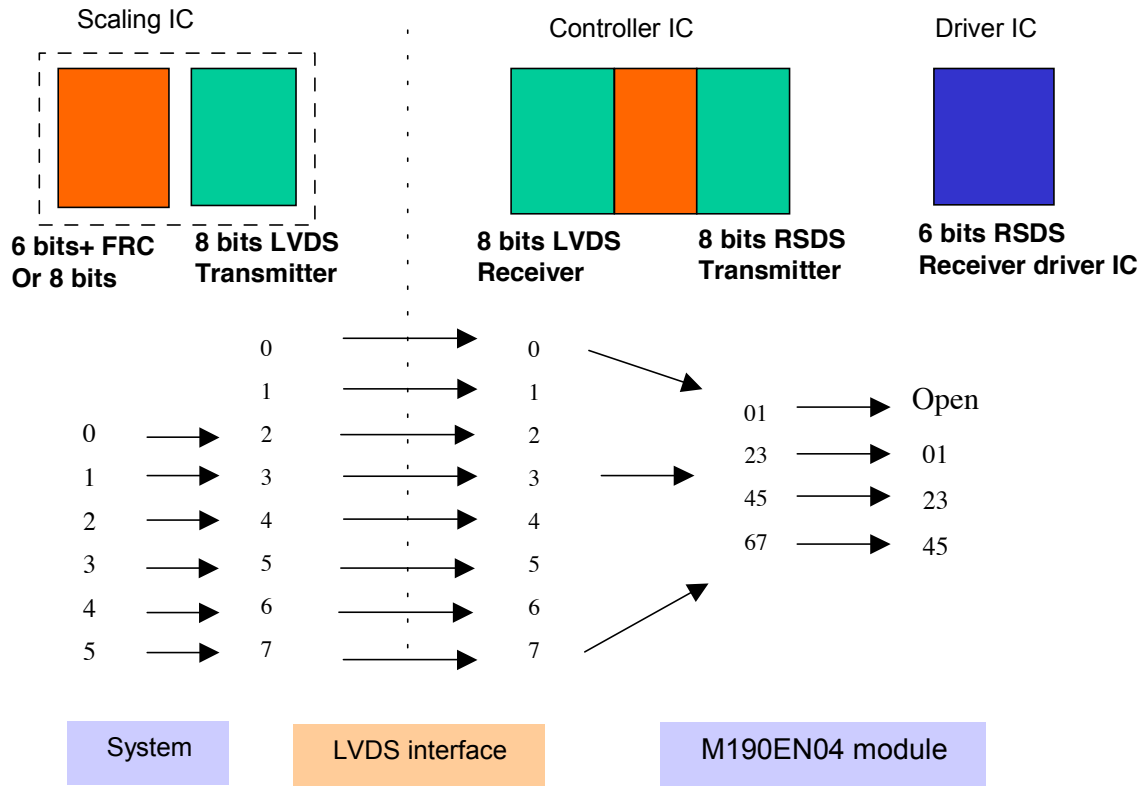 Scaling IC
Controller IC
Driver IC
6 bits+ FRC
Or 8 bits
8 bits LVDS
Transmitter
8 bits LVDS
Receiver
8 bits RSDS
Transmitter
6 bits RSDS
Receiver driver IC
0
1
2
3
4
5
0
1
2
3
4
5
6
7
0
1
2
3
4
5
6
7
01
23
45
67
Open
01
23
45
System
LVDS interface
M190EN04 module